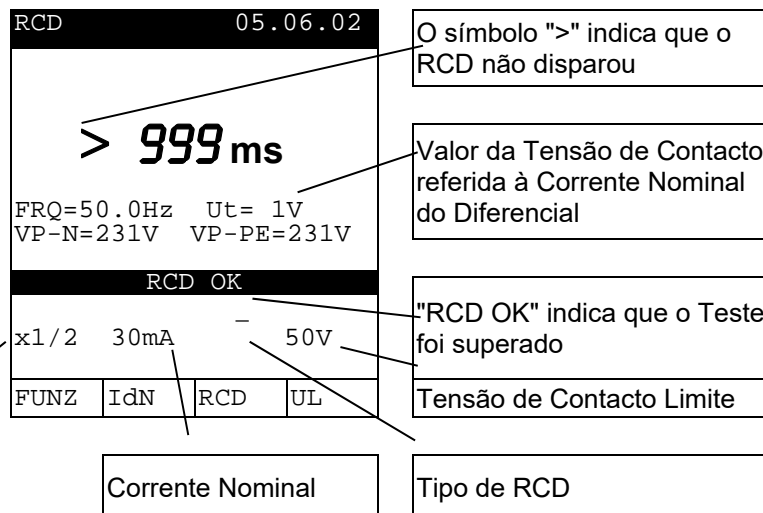 RCD 05.06.02
> 999 ms
FRQ=50.0Hz Ut= 1V
VP-N=231V VP-PE=231V
RCD OK
x1/2 30mA 50V
FUNZ IdN RCD UL
O símbolo ">" indica que o
RCD não disparou
Valor da Tensão de Contacto
referida à Corrente Nominal
do Diferencial
"RCD OK" indica que o Teste
foi superado
Tensão de Contacto Limite
Corrente Nominal
Tipo de RCD